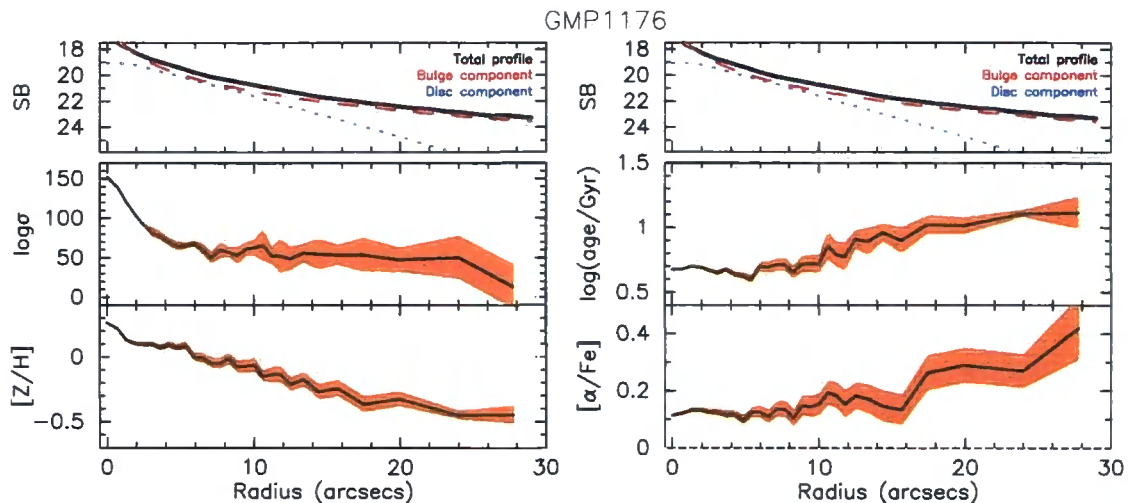 GMP1176
18
20
22
24
SB
Total profile
Bulge component
Disc component
150
100
50
0
logσ
0
−0.5
[Z/H]
0
10
20
30
Radius (arcsecs)
18
20
22
24
SB
Total profile
Bulge component
Disc component
1.5
1
0.5
log(age/Gyr)
0.4
0.2
0
[α/Fe]
0
10
20
30
Radius (arcsecs)